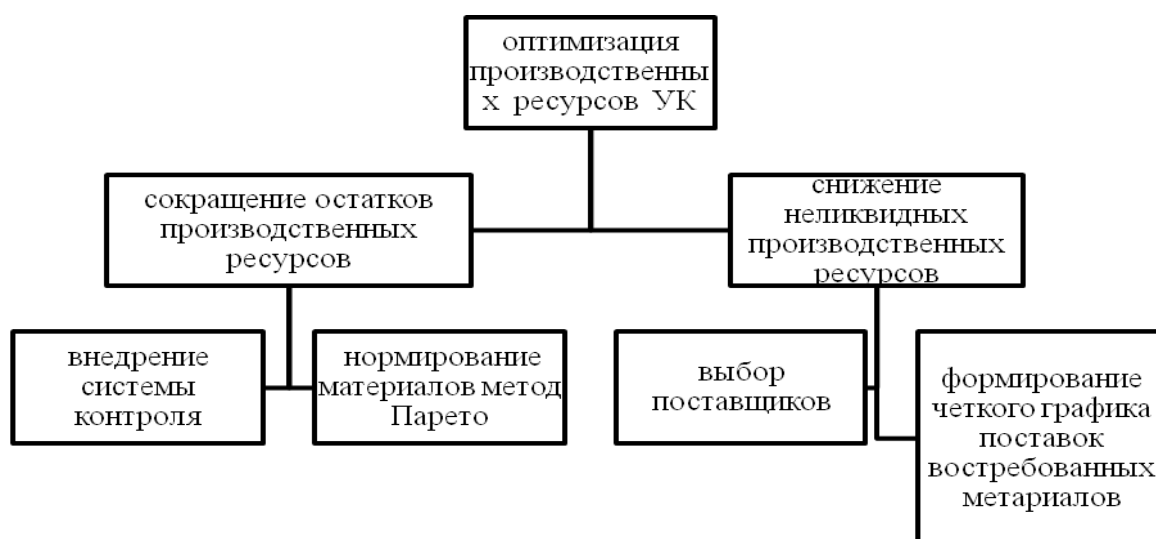 оптимизация
производственны
х ресурсов УК
сокращение остатков
производственных
ресурсов
снижение
неликвидных
производственных
ресурсов
внедрение
системы
контроля
нормирование
материалов метод
Парето
выбор
поставщиков
формирование
четкого графика
поставок
востребованных
метариалов